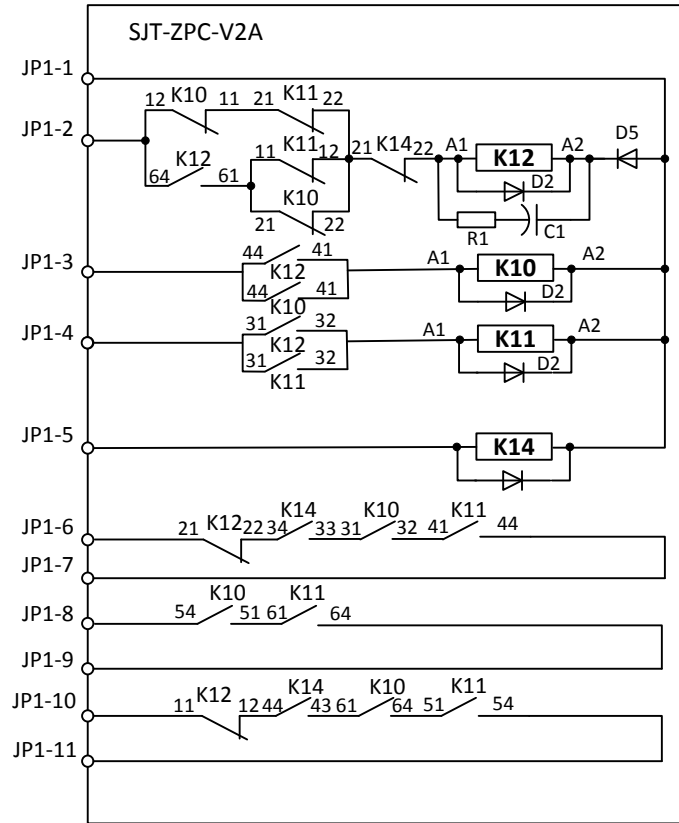 SJT-ZPC-V2A
JP1-1
12 K10 11 21 K11 22
JP1-2
K11
11 12 21 K14 22 A1 K12 A2 D5
K12
64 61
D2
K10
21 22
R1 C1
JP1-3
44 41 A1 K10 A2
K12
44 41
D2
K10
JP1-4
31 32 A1 K11 A2
K12
31 32
D2
K11
JP1-5
K14
JP1-6
21 K12 22 34 K14 33 31 K10 32 41 K11 44
JP1-7
JP1-8
54 K10 51 61 K11 64
JP1-9
JP1-10
11 K12 12 44 K14 43 61 K10 64 51 K11 54
JP1-11